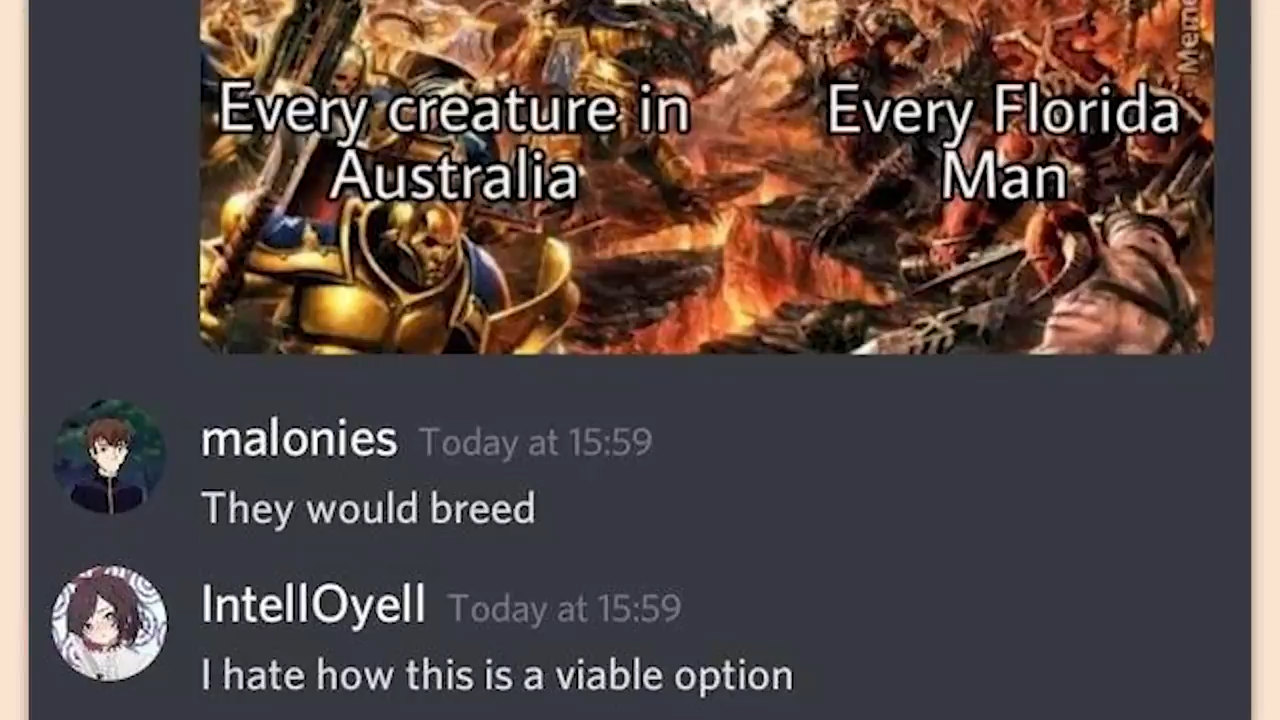 Meme
Every creature in
Australia
Every Florida
Man
malonies Today at 15:59
They would breed
IntellOyell Today at 15:59
I hate how this is a viable option